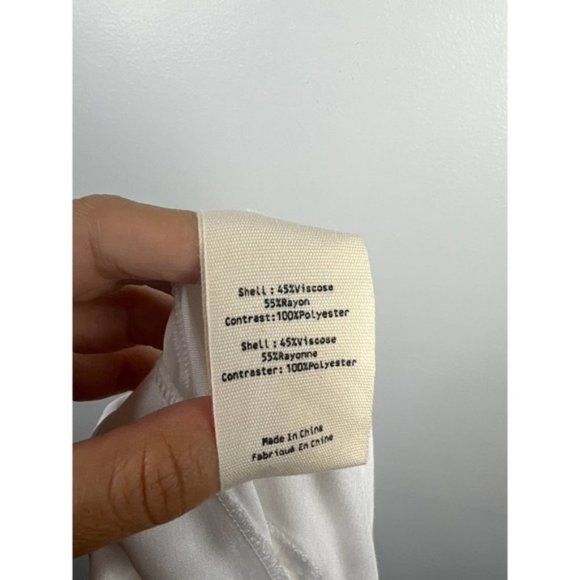 Shell : 45%Viscose
55%Rayon
Contrast:100%Polyester
Shell : 45%Viscose
55%Rayonne
Contraster: 100%Polyester
Made In China
Fabriqué En Chine